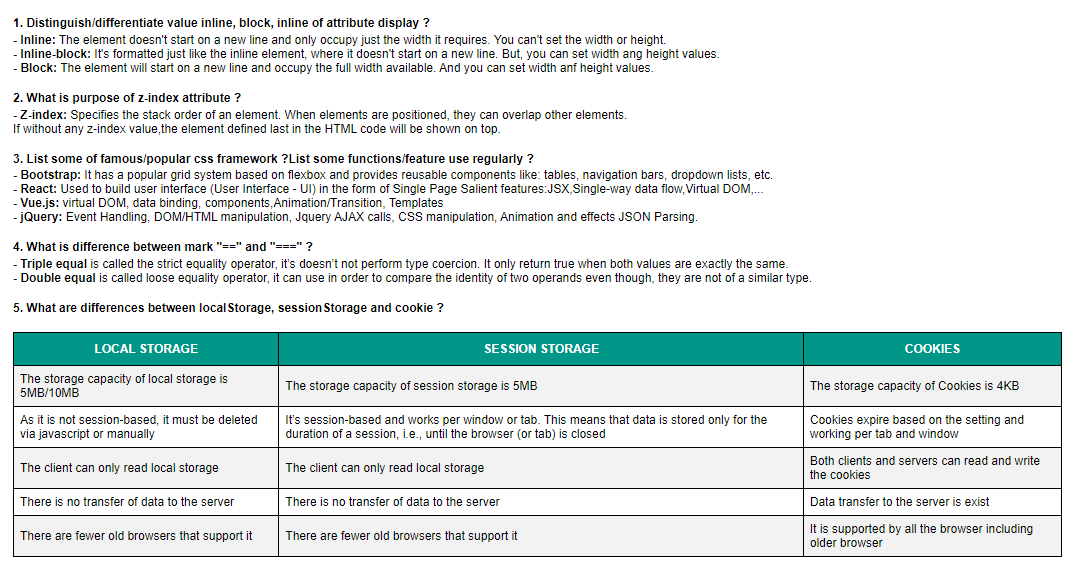 1. Distinguish/differentiate value inline, block, inline of attribute display ?
- Inline: The element doesn't start on a new line and only occupy just the width it requires. You can't set the width or height.
- Inline-block: It's formatted just like the inline element, where it doesn't start on a new line. But, you can set width ang height values.
- Block: The element will start on a new line and occupy the full width available. And you can set width anf height values.
2. What is purpose of z-index attribute ?
- Z-index: Specifies the stack order of an element. When elements are positioned, they can overlap other elements.
If without any z-index value,the element defined last in the HTML code will be shown on top.
3. List some of famous/popular css framework ?List some functions/feature use regularly ?
- Bootstrap: It has a popular grid system based on flexbox and provides reusable components like: tables, navigation bars, dropdown lists, etc.
- React: Used to build user interface (User Interface - UI) in the form of Single Page Salient features:JSX,Single-way data flow,Virtual DOM,...
- Vue.js: virtual DOM, data binding, components,Animation/Transition, Templates
- jQuery: Event Handling, DOM/HTML manipulation, Jquery AJAX calls, CSS manipulation, Animation and effects JSON Parsing.
4. What is difference between mark "==" and "===" ?
- Triple equal is called the strict equality operator, it's doesn't not perform type coercion. It only return true when both values are exactly the same.
- Double equal is called loose equality operator, it can use in order to compare the identity of two operands even though, they are not of a similar type.
5. What are differences between localStorage, sessionStorage and cookie ?
LOCAL STORAGE
SESSION STORAGE
COOKIES
The storage capacity of local storage is
5MB/10MB
The storage capacity of session storage is 5MB
The storage capacity of Cookies is 4KB
As it is not session-based, it must be deleted
via javascript or manually
It's session-based and works per window or tab. This means that data is stored only for the
duration of a session, i.e., until the browser (or tab) is closed
Cookies expire based on the setting and
working per tab and window
The client can only read local storage
The client can only read local storage
Both clients and servers can read and write
the cookies
There is no transfer of data to the server
There is no transfer of data to the server
Data transfer to the server is exist
There are fewer old browsers that support it
There are fewer old browsers that support it
It is supported by all the browser including
older browser